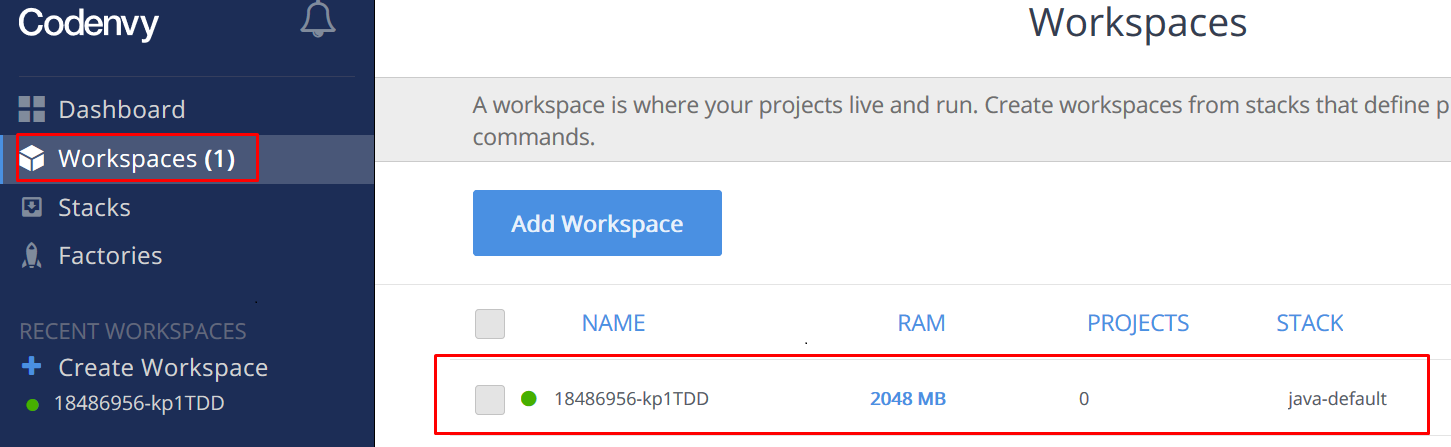 Codenvy
Dashboard
Workspaces (1)
Stacks
Factories
RECENT WORKSPACES
Create Workspace
18486956-kp1TDD
Workspaces
A workspace is where your projects live and run. Create workspaces from stacks that define p
commands.
Add Workspace
NAME RAM PROJECTS STACK
18486956-kp1TDD 2048 MB 0 java-default